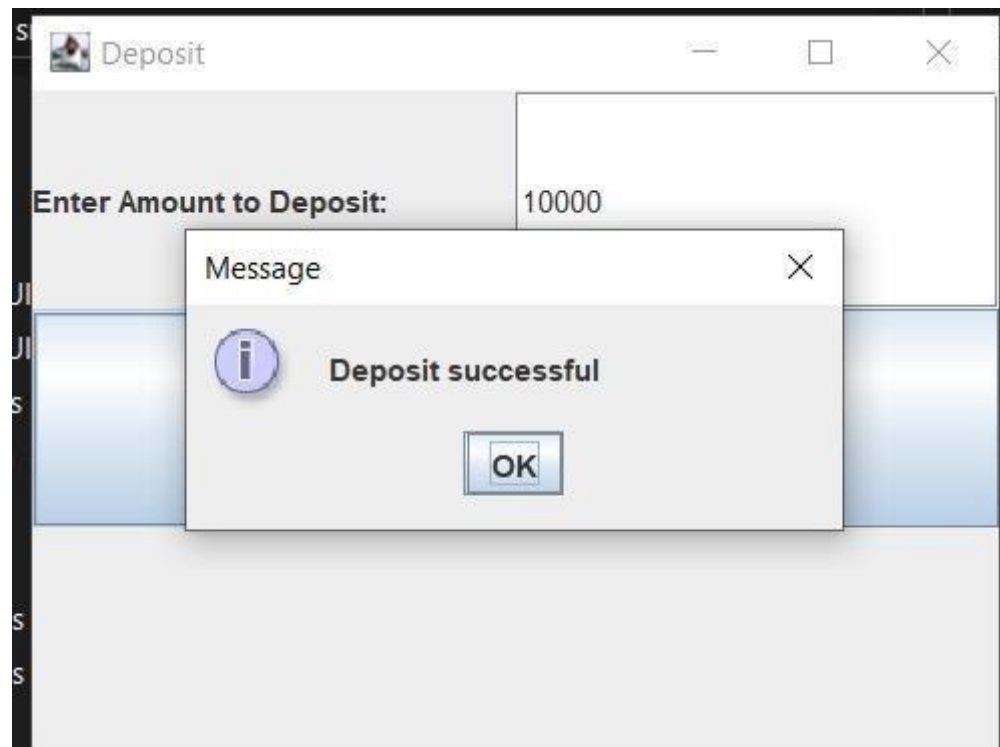 Deposit
Enter Amount to Deposit:
10000
Message
Deposit successful
OK